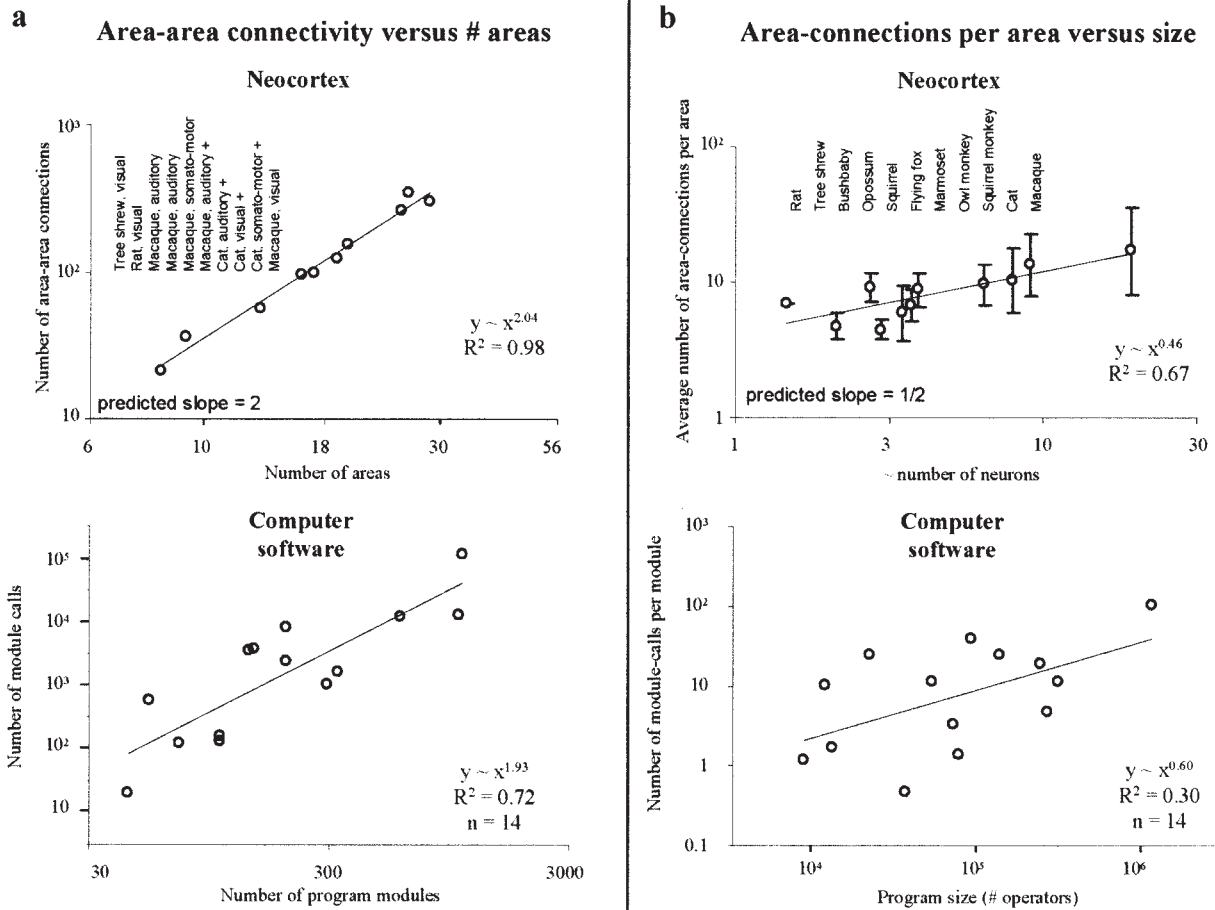 a
Area-area connectivity versus # areas
Neocortex
Number of area-area connections
10³
10²
10
Tree shrew, visual
Rat, visual
Macaque, auditory
Macaque, auditory
Macaque, somato-motor
Macaque, auditory +
Cat, auditory +
Cat, visual +
Cat, somato-motor +
Macaque, visual
y ~ x^2.04
R² = 0.98
predicted slope = 2
6 10 18 30 56
Number of areas
Computer
software
Number of module calls
10⁵
10⁴
10³
10²
10
y ~ x^1.93
R² = 0.72
n = 14
30 300 3000
Number of program modules
b
Area-connections per area versus size
Neocortex
Average number of area-connections per area
10²
10
1
Rat
Tree shrew
Bushbaby
Opossum
Squirrel
Flying fox
Marmoset
Owl monkey
Squirrel monkey
Cat
Macaque
y ~ x^0.46
R² = 0.67
predicted slope = 1/2
1 3 10 30
~number of neurons
Computer
software
Number of module-calls per module
10³
10²
10
1
0.1
y ~ x^0.60
R² = 0.30
n = 14
10⁴ 10⁵ 10⁶
Program size (# operators)